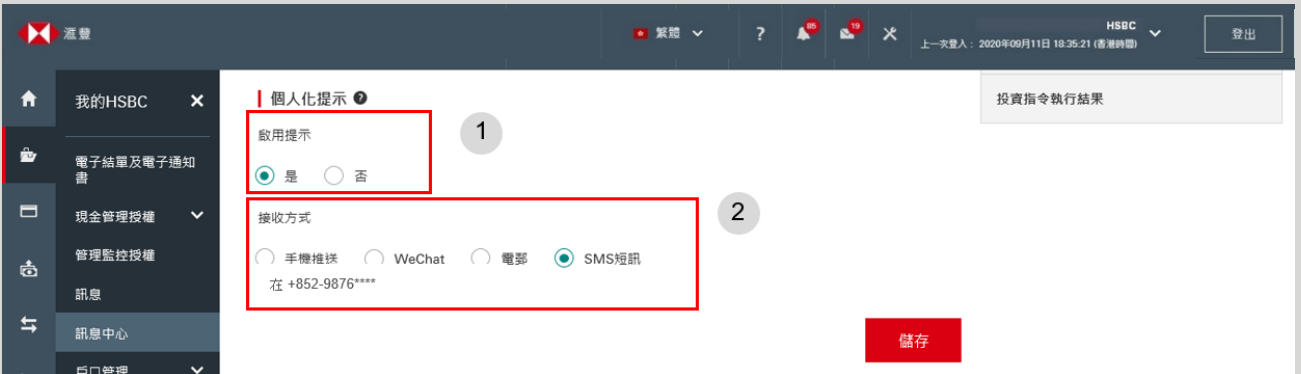 滙豐
繁體
?
85
19
HSBC
上一次登入： 2020年09月11日 18:35:21 (香港時間)
登出
我的HSBC
個人化提示
投資指令執行結果
啟用提示
1
是 否
電子結單及電子通知
書
現金管理授權
接收方式
2
管理監控授權
手機推送 WeChat 電郵 SMS短訊
在 +852-9876****
訊息
訊息中心
儲存
戶口管理